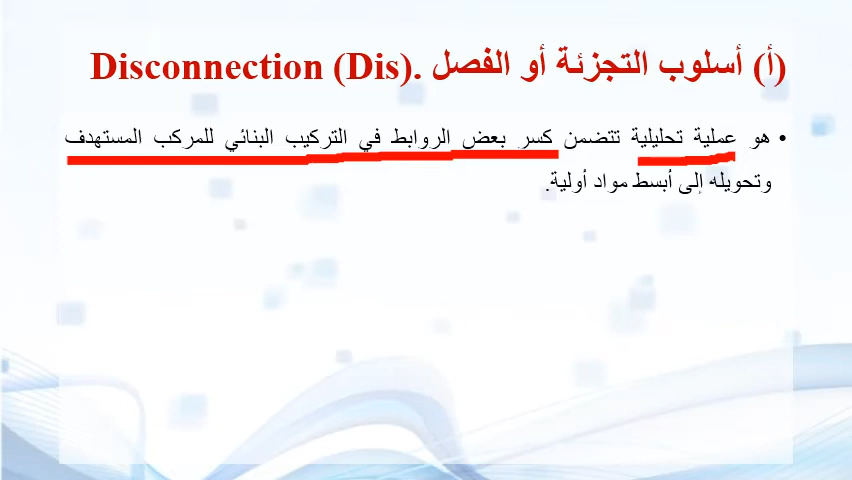 (أ) أسلوب التجزئة أو الفصل .Disconnection (Dis)
• هو عملية تحليلية تتضمن كسر بعض الروابط في التركيب البنائي للمركب المستهدف
وتحويله إلى أبسط مواد أولية.